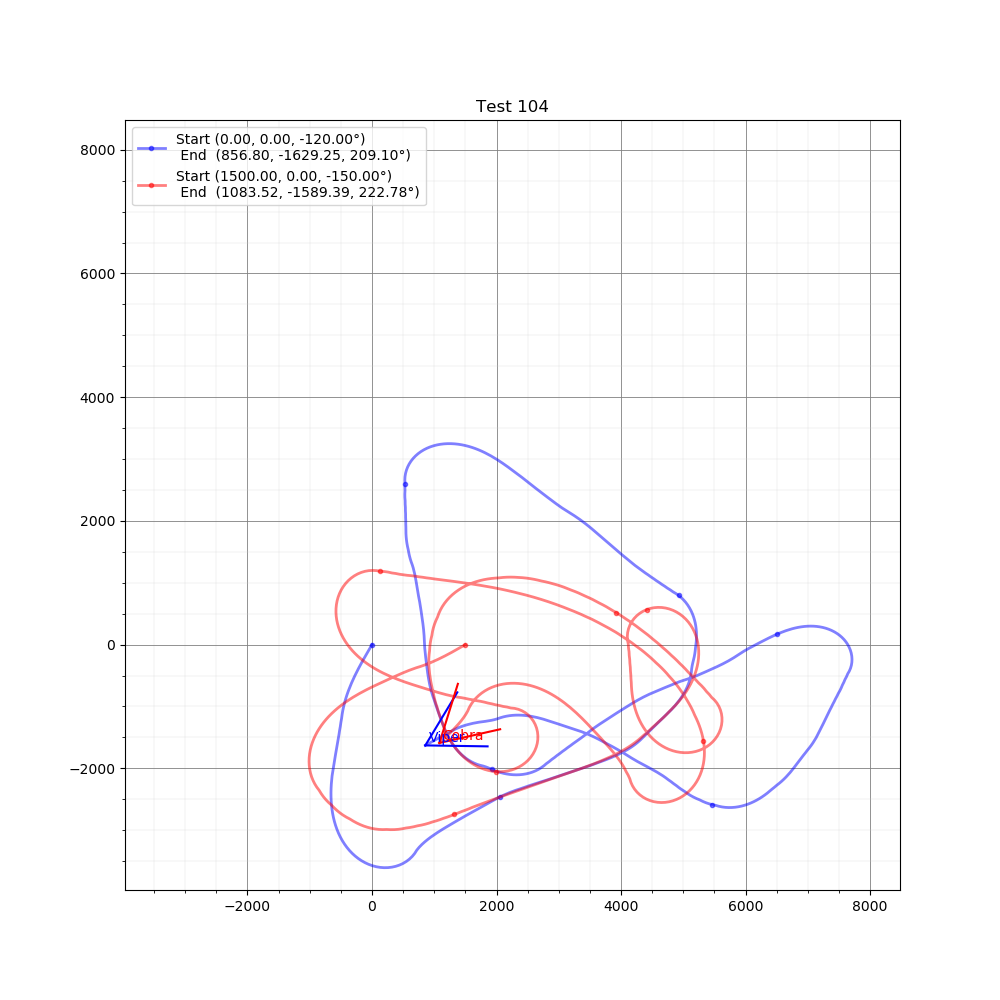 Test 104
Start (0.00, 0.00, -120.00°)
End (856.80, -1629.25, 209.10°)
Start (1500.00, 0.00, -150.00°)
End (1083.52, -1589.39, 222.78°)
8000
6000
4000
2000
0
−2000
Viper
Cobra
−2000
0
2000
4000
6000
8000